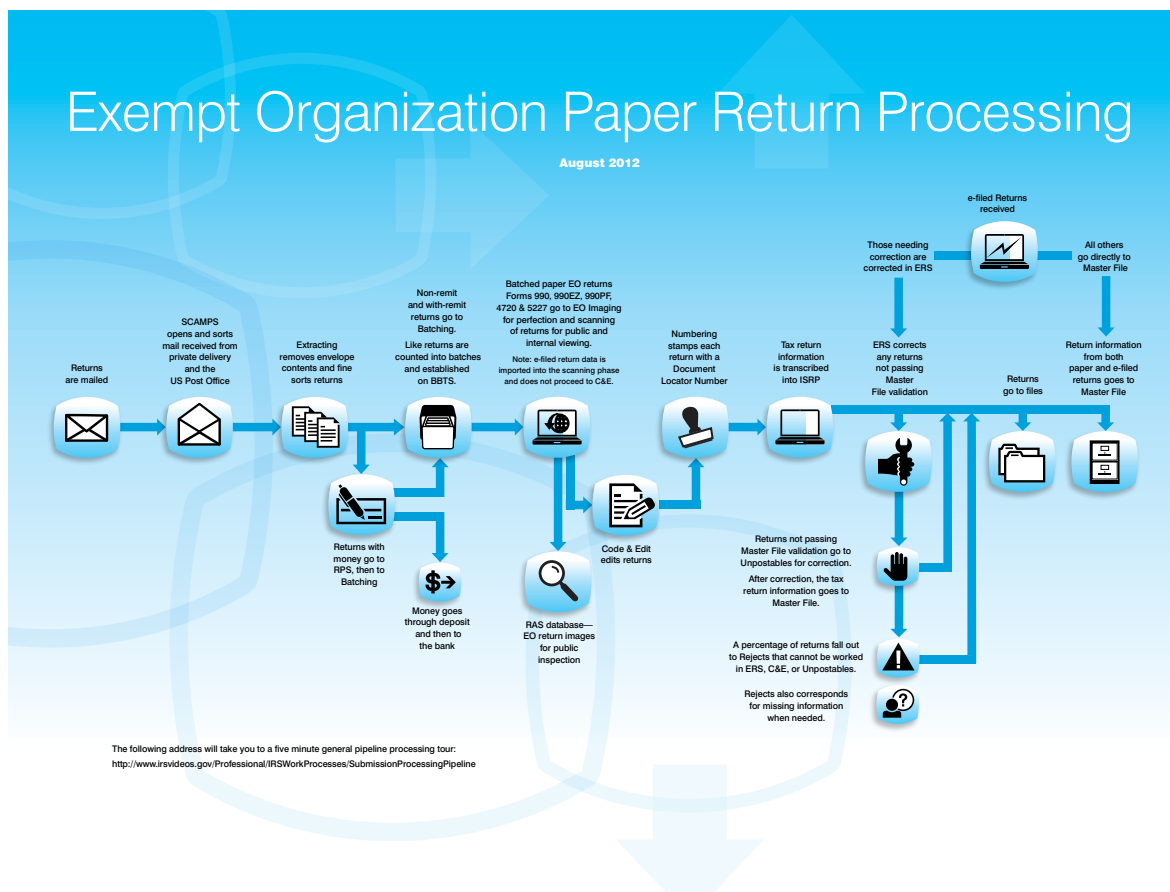 Exempt Organization Paper Return Processing
August 2012
Returns
are mailed
SCAMPS
opens and sorts
mail received from
private delivery
and the
US Post Office
Extracting
removes envelope
contents and fine
sorts returns
Non-remit
and with-remit
returns go to
Batching.
Like returns are
counted into batches
and established
on BBTS.
Returns with
money go to
RPS, then to
Batching
$
Money goes
through deposit
and then to
the bank
Batched paper EO returns
Forms 990, 990EZ, 990PF,
4720 & 5227 go to EO Imaging
for perfection and scanning
of returns for public and
internal viewing.
Note: e-filed return data is
imported into the scanning phase
and does not proceed to C&E.
RAS database—
EO return images
for public
inspection
Code & Edit
edits returns
Numbering
stamps each
return with a
Document
Locator Number
Tax return
information
is transcribed
into ISRP
e-filed Returns
received
Those needing
correction are
corrected in ERS
All others
go directly to
Master File
ERS corrects
any returns
not passing
Master
File validation
Returns
go to files
Return information
from both
paper and e-filed
returns goes to
Master File
Returns not passing
Master File validation go to
Unpostables for correction.
After correction, the tax
return information goes to
Master File.
A percentage of returns fall out
to Rejects that cannot be worked
in ERS, C&E, or Unpostables.
!
Rejects also corresponds
for missing information
when needed.
?
The following address will take you to a five minute general pipeline processing tour:
http://www.irsvideos.gov/Professional/IRSWorkProcesses/SubmissionProcessingPipeline